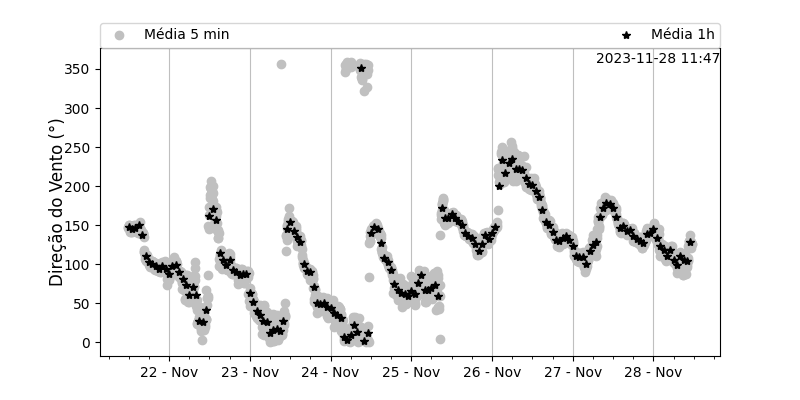 Média 5 min
Média 1h
2023-11-28 11:47
Direção do Vento (°)
350
300
250
200
150
100
50
0
22 - Nov
23 - Nov
24 - Nov
25 - Nov
26 - Nov
27 - Nov
28 - Nov